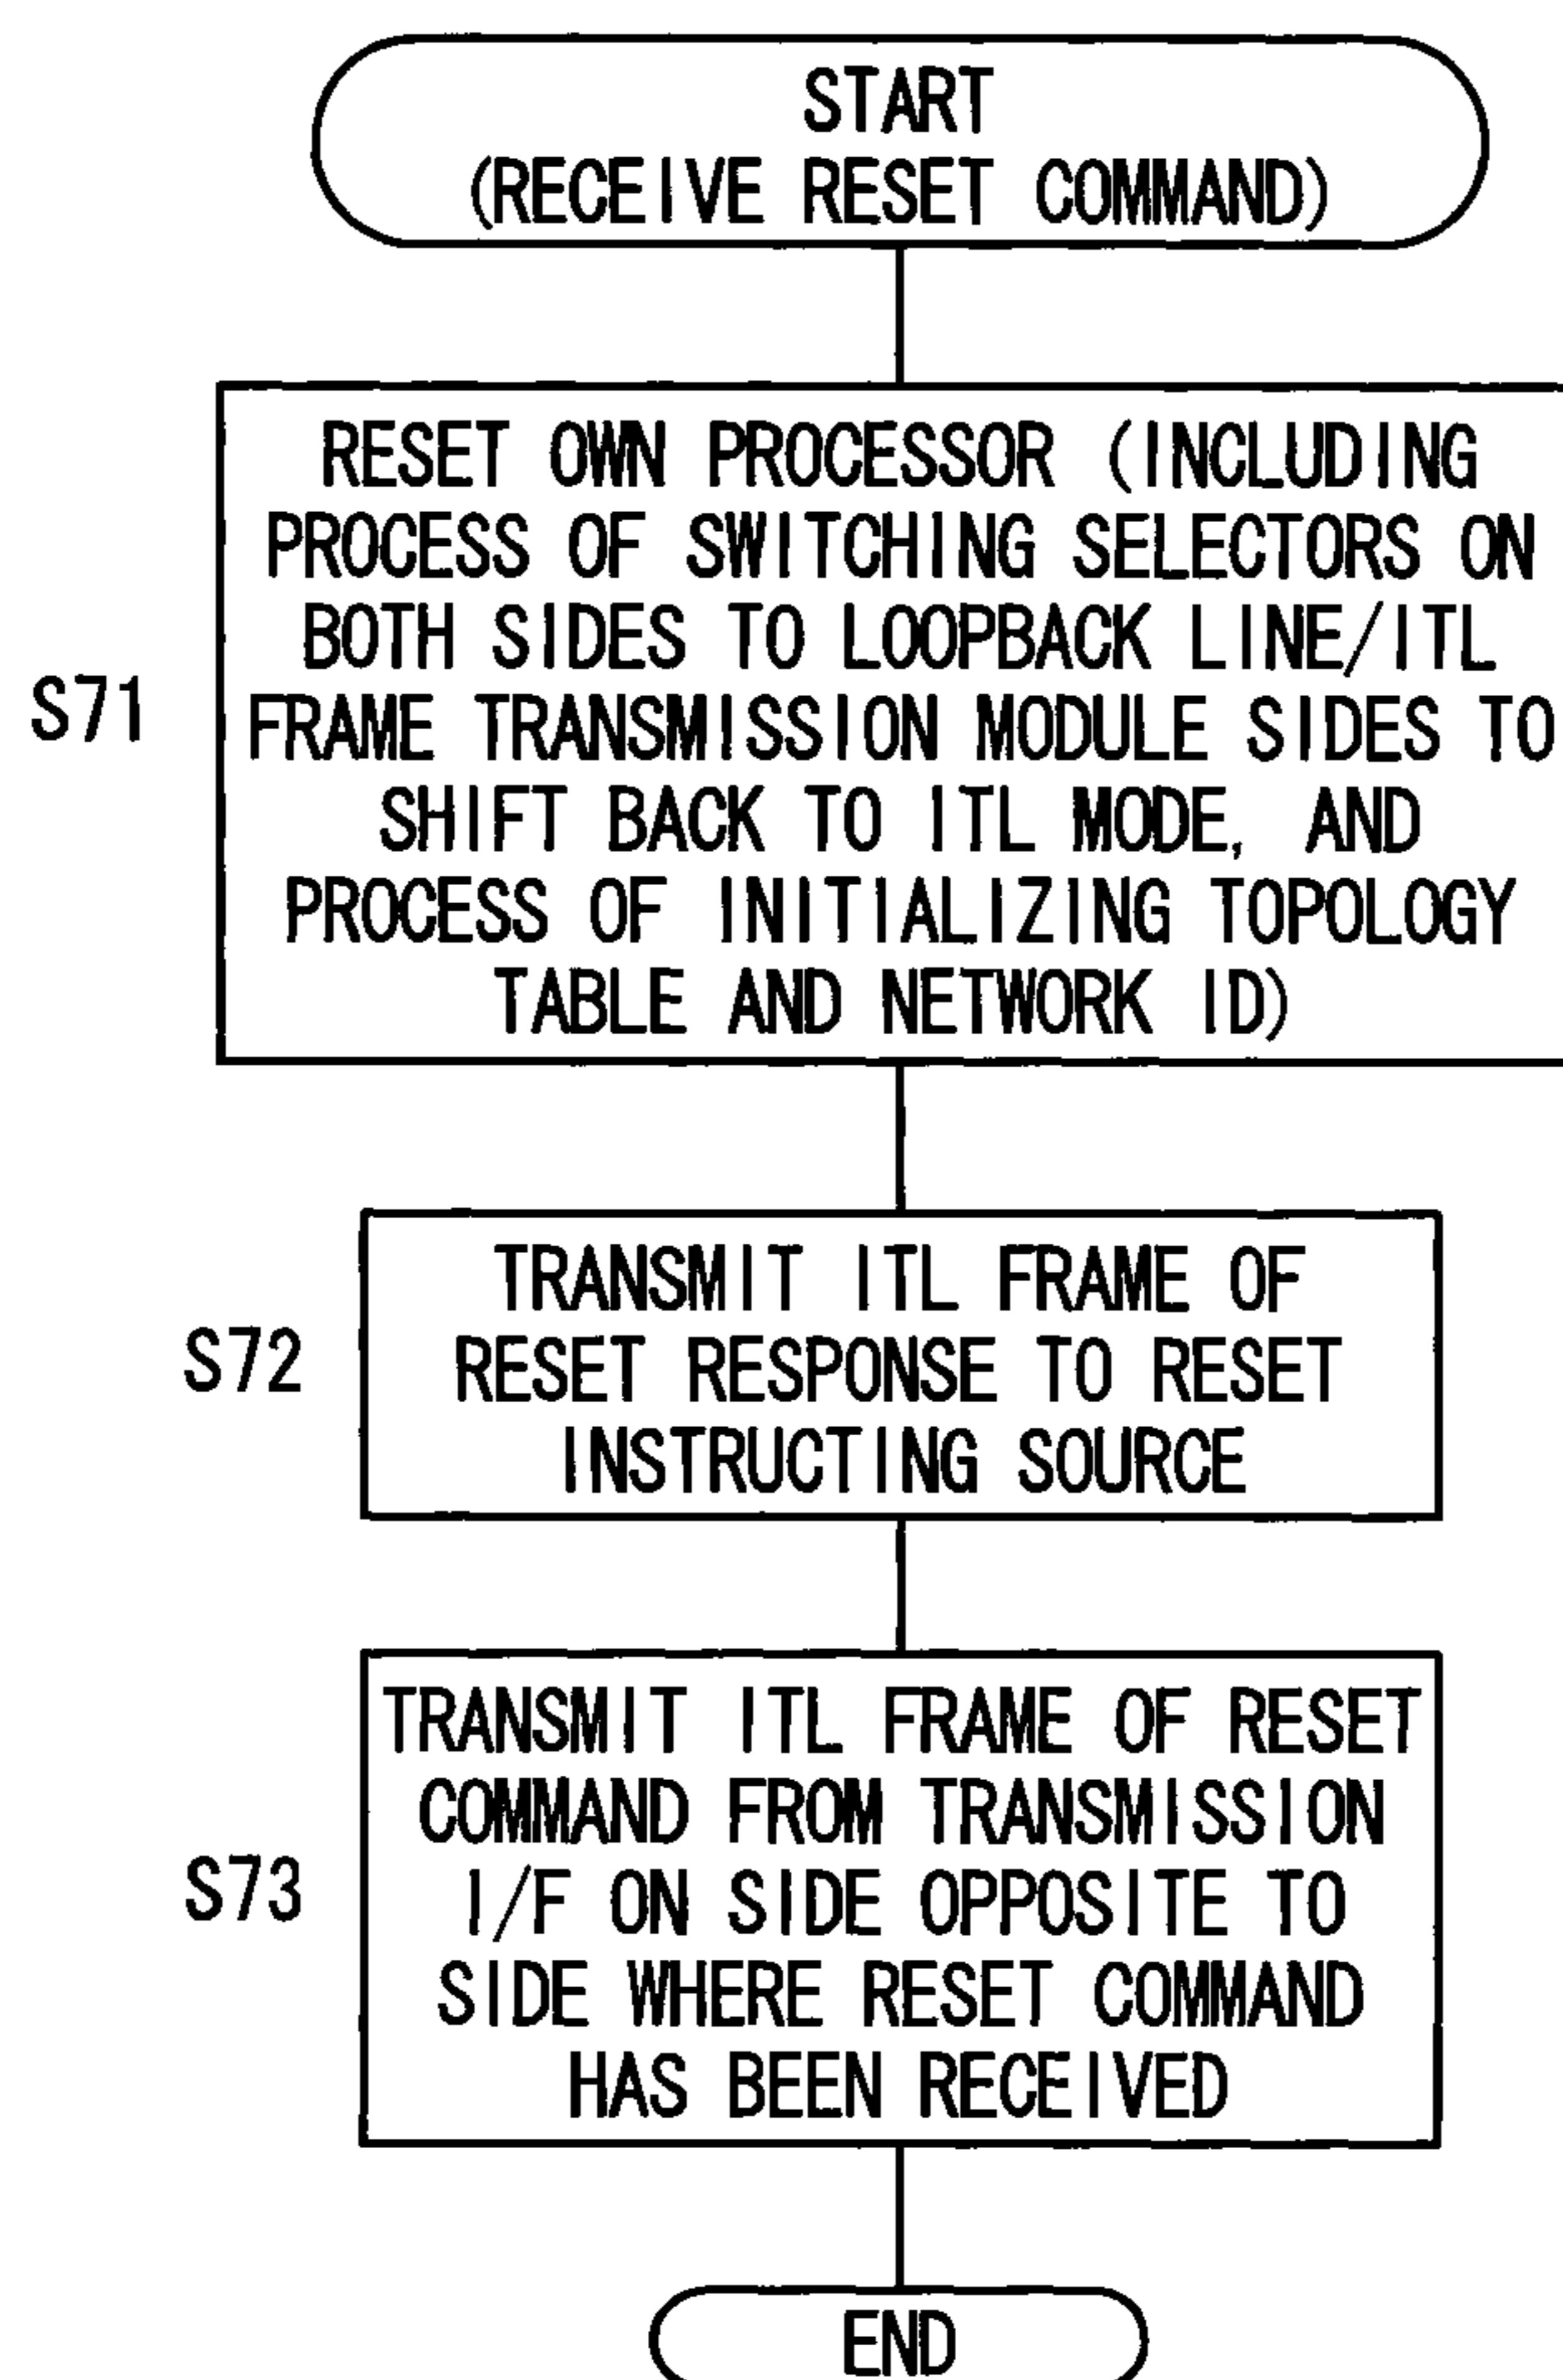 START
(RECEIVE RESET COMMAND)
S71
RESET OWN PROCESSOR (INCLUDING
PROCESS OF SWITCHING SELECTORS ON
BOTH SIDES TO LOOPBACK LINE/ITL
FRAME TRANSMISSION MODULE SIDES TO
SHIFT BACK TO ITL MODE, AND
PROCESS OF INITIALIZING TOPOLOGY
TABLE AND NETWORK ID)
S72
TRANSMIT ITL FRAME OF
RESET RESPONSE TO RESET
INSTRUCTING SOURCE
S73
TRANSMIT ITL FRAME OF RESET
COMMAND FROM TRANSMISSION
I/F ON SIDE OPPOSITE TO
SIDE WHERE RESET COMMAND
HAS BEEN RECEIVED
END